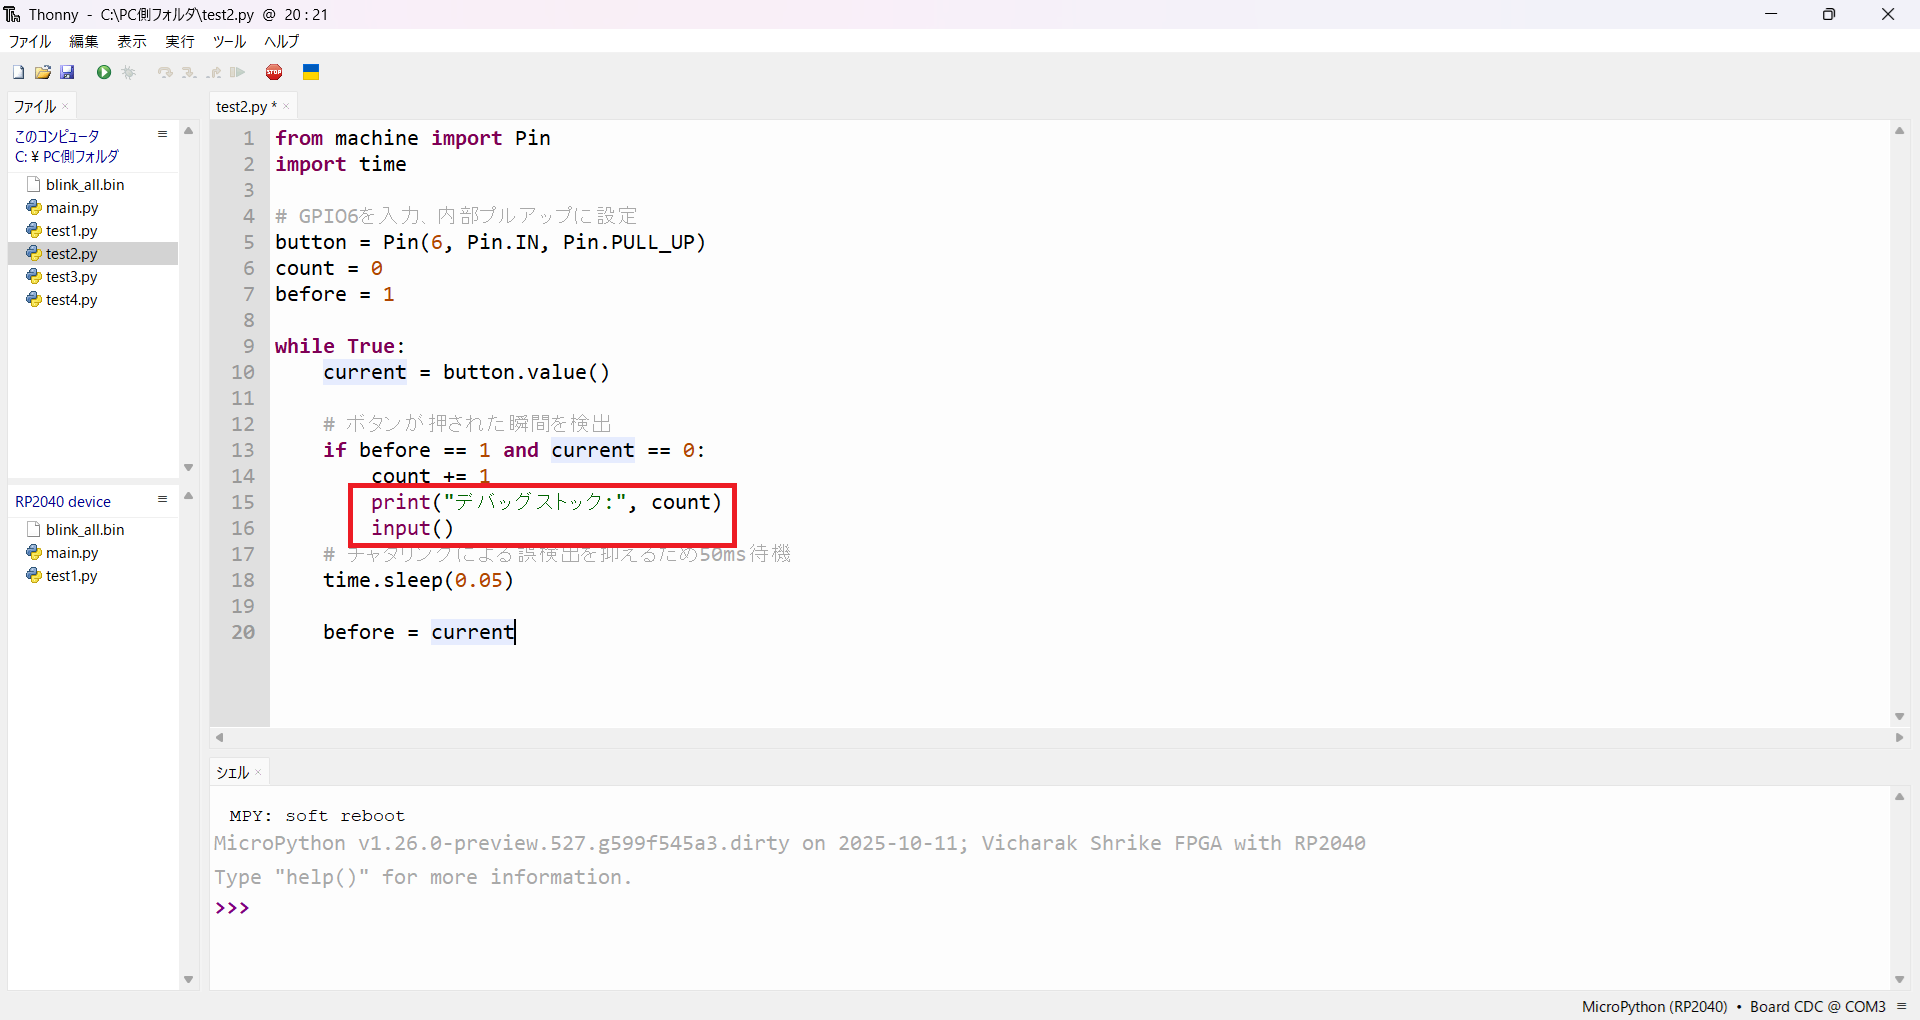 Thonny - C:\PC側フォルダ\test2.py @ 20 : 21
ファイル 編集 表示 実行 ツール ヘルプ
STOP
ファイル ×
このコンピュータ
C: ¥ PC側フォルダ
blink_all.bin
main.py
test1.py
test2.py
test3.py
test4.py
RP2040 device
blink_all.bin
main.py
test1.py
test2.py * ×
1 from machine import Pin
2 import time
3
4 # GPIO6を入力、内部プルアップに設定
5 button = Pin(6, Pin.IN, Pin.PULL_UP)
6 count = 0
7 before = 1
8
9 while True:
10 current = button.value()
11
12 # ボタンが押された瞬間を検出
13 if before == 1 and current == 0:
14 count += 1
15 print("デバッグストック:", count)
16 input()
17 # チャタリングによる誤検出を抑えるため50ms待機
18 time.sleep(0.05)
19
20 before = current
シェル ×
MPY: soft reboot
MicroPython v1.26.0-preview.527.g599f545a3.dirty on 2025-10-11; Vicharak Shrike FPGA with RP2040
Type "help()" for more information.
>>>
MicroPython (RP2040) • Board CDC @ COM3